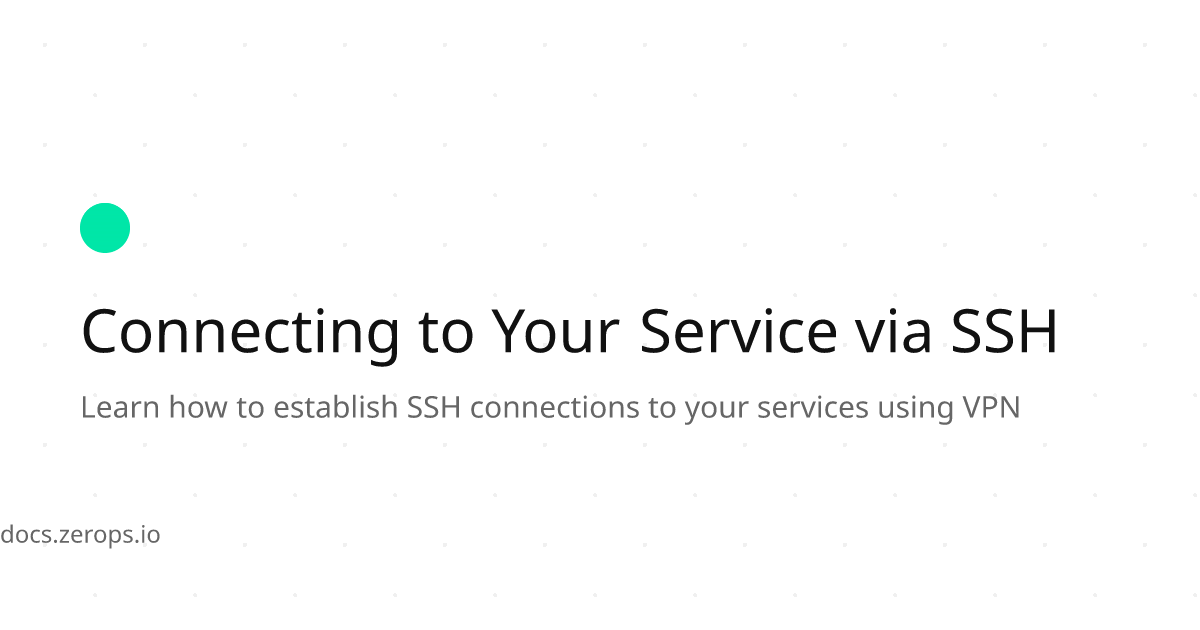 Connecting to Your Service via SSH
Learn how to establish SSH connections to your services using VPN
docs.zerops.io